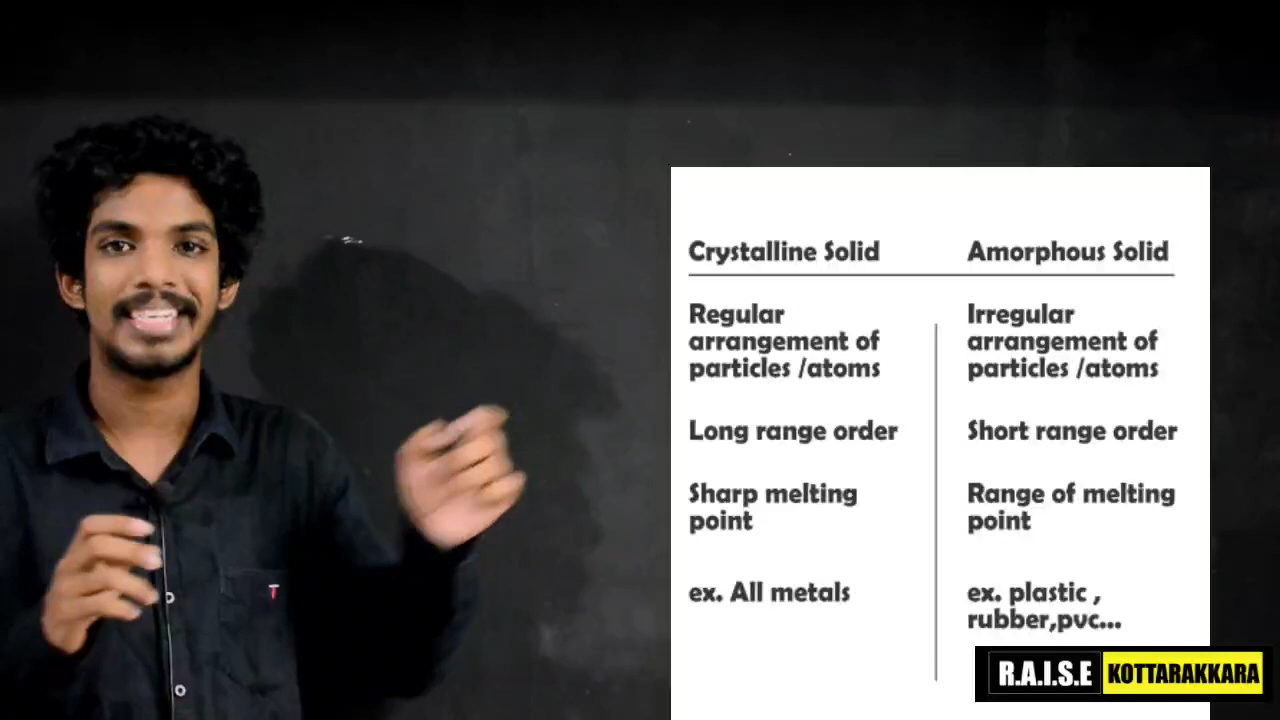 Crystalline Solid
Amorphous Solid
Regular
arrangement of
particles /atoms
Irregular
arrangement of
particles /atoms
Long range order
Short range order
Sharp melting
point
Range of melting
point
ex. All metals
ex. plastic ,
rubber,pvc...
T
R.A.I.S.E KOTTARAKKARA